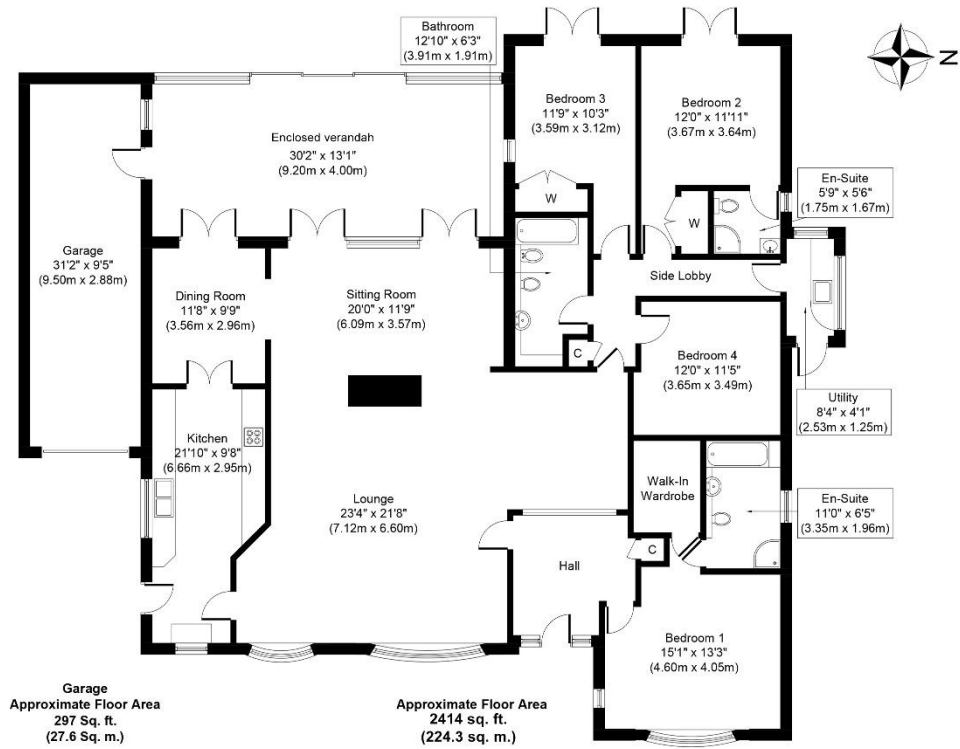 Bathroom
12'10" x 6'3"
(3.91m x 1.91m)
N
Bedroom 3
11'9" x 10'3"
(3.59m x 3.12m)
Bedroom 2
12'0" x 11'11"
(3.67m x 3.64m)
Enclosed verandah
30'2" x 13'1"
(9.20m x 4.00m)
En-Suite
5'9" x 5'6"
(1.75m x 1.67m)
W
W
Garage
31'2" x 9'5"
(9.50m x 2.88m)
Side Lobby
Dining Room
11'8" x 9'9"
(3.56m x 2.96m)
Sitting Room
20'0" x 11'9"
(6.09m x 3.57m)
C
Bedroom 4
12'0" x 11'5"
(3.65m x 3.49m)
Utility
8'4" x 4'1"
(2.53m x 1.25m)
Kitchen
21'10" x 9'8"
(6.66m x 2.95m)
Walk-In
Wardrobe
Lounge
23'4" x 21'8"
(7.12m x 6.60m)
En-Suite
11'0" x 6'5"
(3.35m x 1.96m)
Hall
C
Bedroom 1
15'1" x 13'3"
(4.60m x 4.05m)
Garage
Approximate Floor Area
297 Sq. ft.
(27.6 Sq. m.)
Approximate Floor Area
2414 sq. ft.
(224.3 sq. m.)